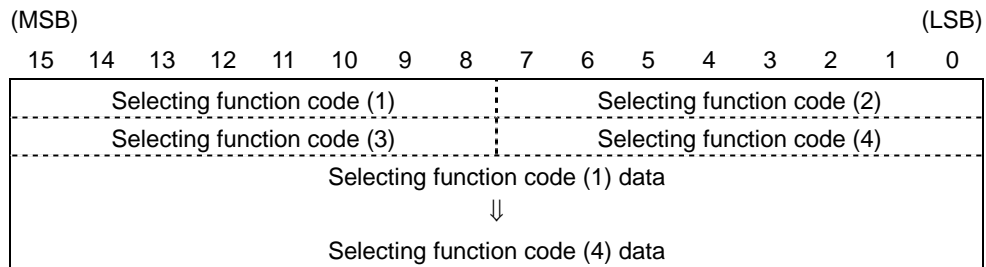 (MSB) (LSB)
15 14 13 12 11 10 9 8 7 6 5 4 3 2 1 0
Selecting function code (1) Selecting function code (2)
Selecting function code (3) Selecting function code (4)
Selecting function code (1) data
⇓
Selecting function code (4) data